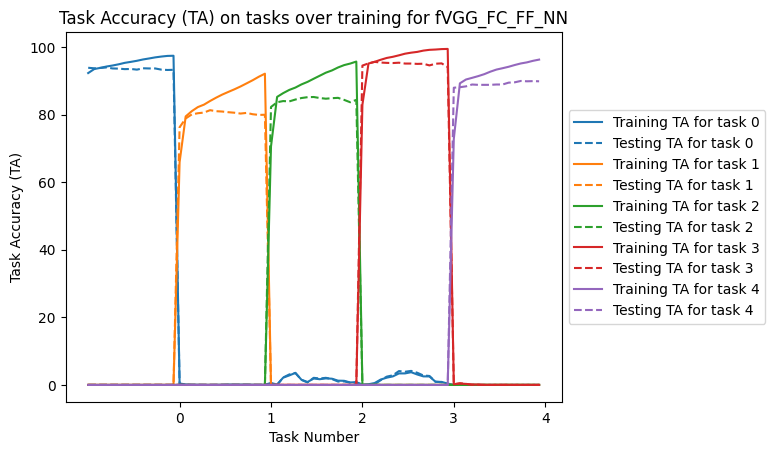 Task Accuracy (TA) on tasks over training for fVGG_FC_FF_NN
Task Accuracy (TA)
100
80
60
40
20
0
0 1 2 3 4
Task Number
Training TA for task 0
Testing TA for task 0
Training TA for task 1
Testing TA for task 1
Training TA for task 2
Testing TA for task 2
Training TA for task 3
Testing TA for task 3
Training TA for task 4
Testing TA for task 4